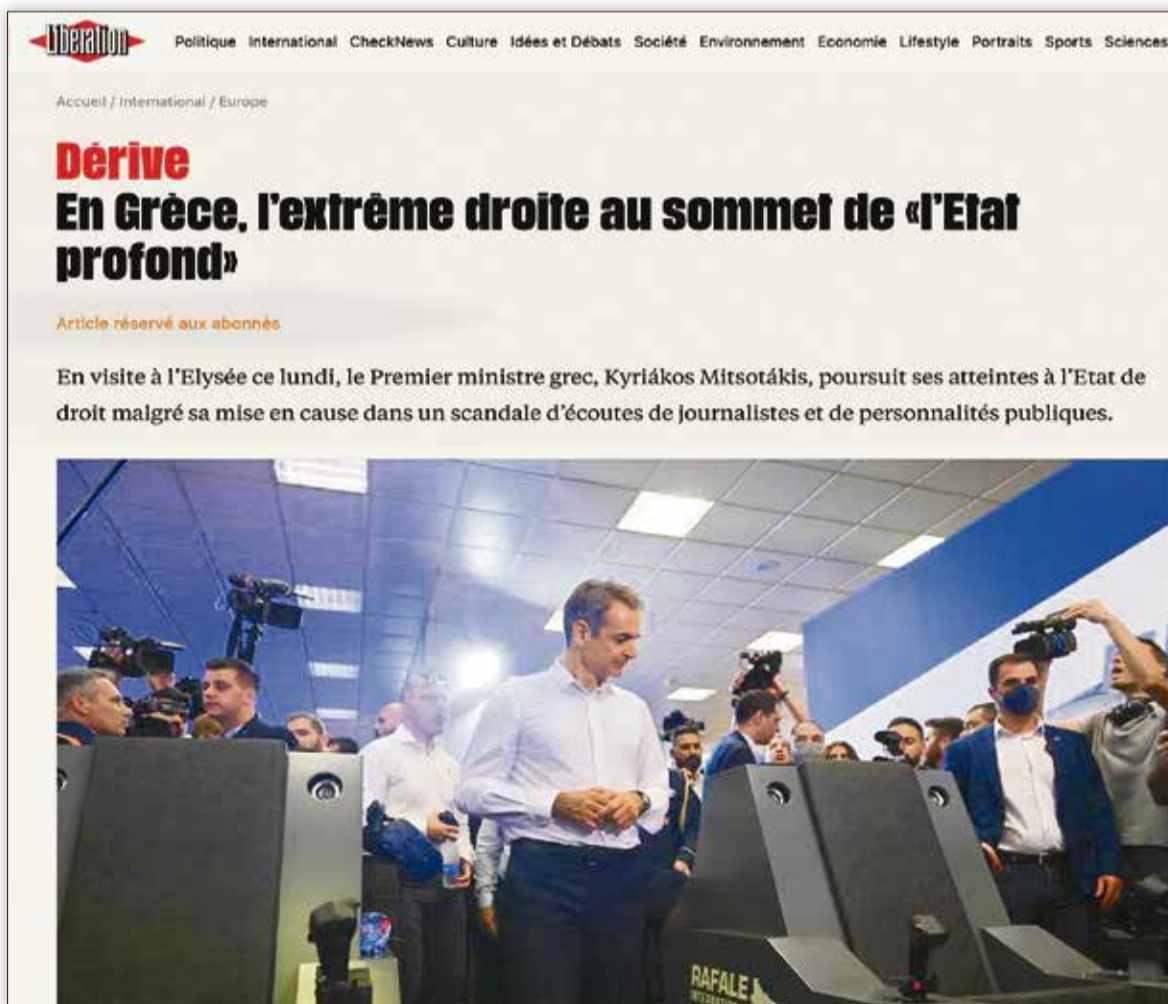 Libération
Politique International CheckNews Culture Idées et Débats Société Environnement Economie Lifestyle Portraits Sports Sciences
Accueil / International / Europe
Dérive
En Grèce, l'extrême droite au sommet de «l'Etat
profond»
Article réservé aux abonnés
En visite à l'Elysée ce lundi, le Premier ministre grec, Kyriákos Mitsotákis, poursuit ses atteintes à l'Etat de
droit malgré sa mise en cause dans un scandale d'écoutes de journalistes et de personnalités publiques.
RAFALE
INTERNATIONAL